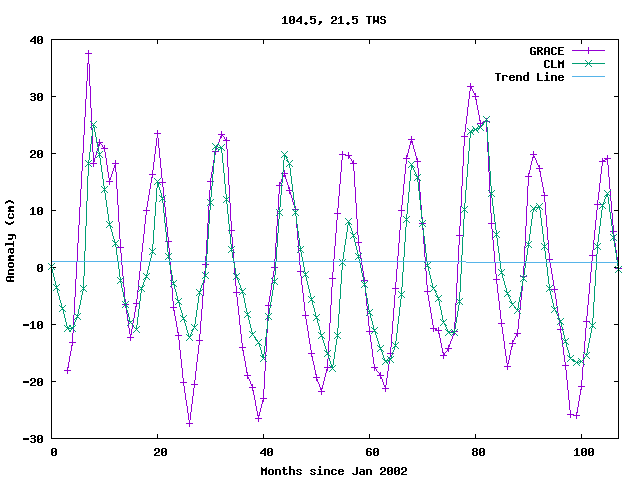 104.5, 21.5 TWS
GRACE
CLM
Trend Line
40
30
20
10
0
-10
-20
-30
Anomaly (cm)
0 20 40 60 80 100
Months since Jan 2002